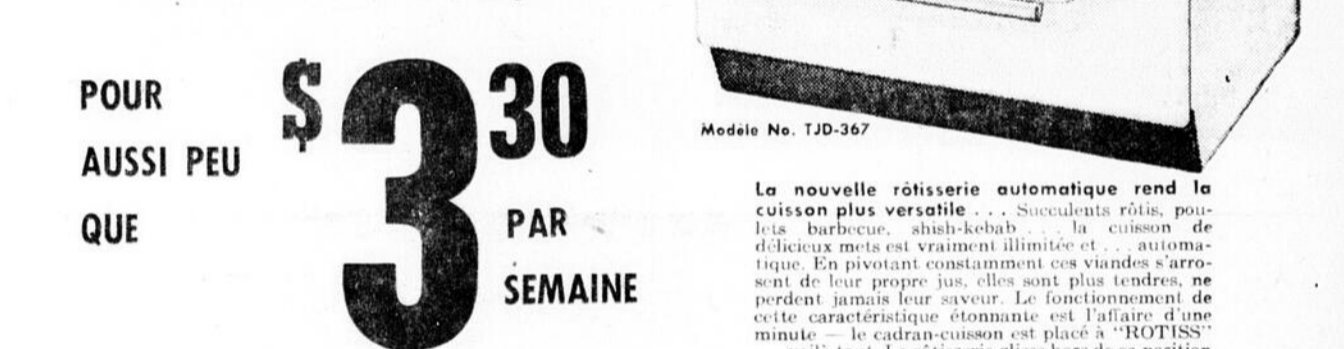 POUR
AUSSI PEU
QUE
$3.30
PAR
SEMAINE
Modèle No. TJD-367
La nouvelle rôtisserie automatique rend la
cuisson plus versatile . . . Succulents rôtis, pou-
lets barbecue, shish-kebab . . . la cuisson de
délicieux mets est vraiment illimitée et . . . automa-
tique. En pivotant constamment ces viandes s'arro-
sent de leur propre jus, elles sont plus tendres, ne
perdent jamais leur saveur. Le fonctionnement de
cette caractéristique étonnante est l'affaire d'une
minute — le cadran-cuisson est placé à "ROTISS"